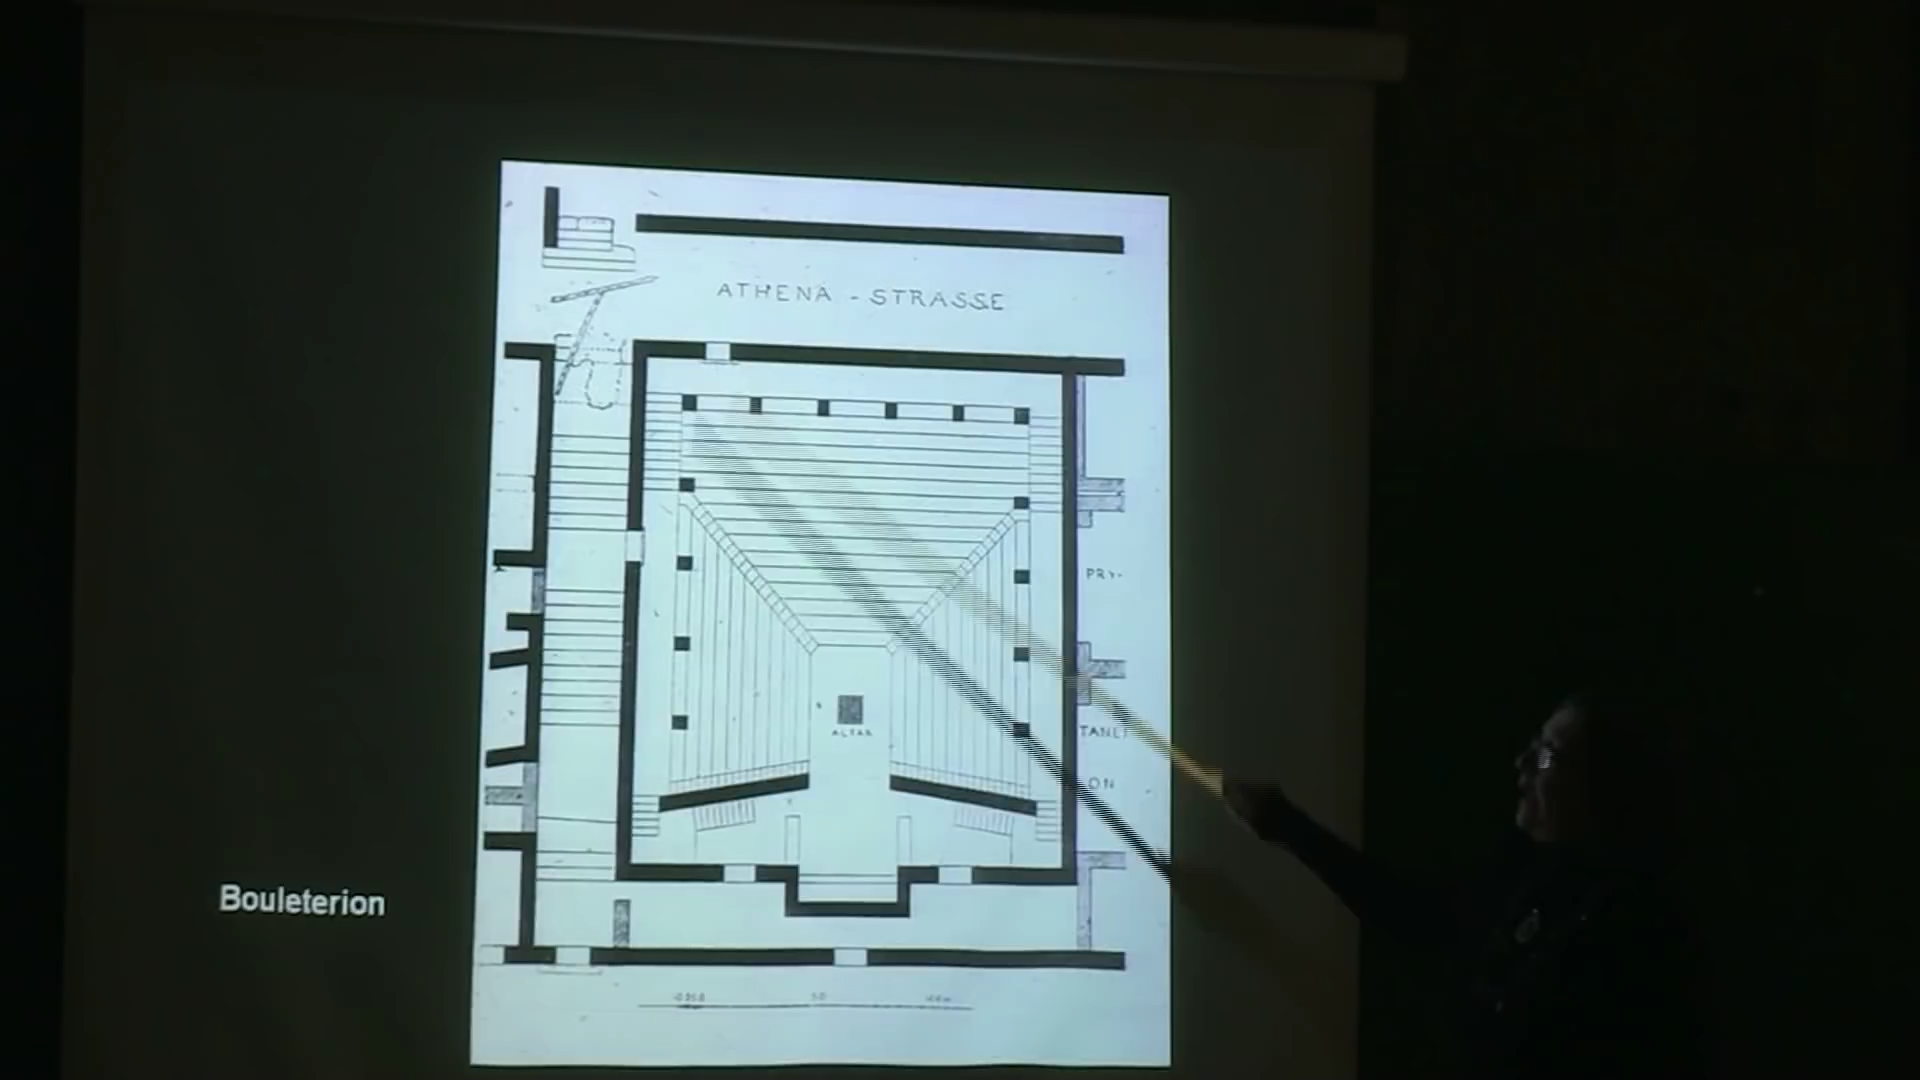 ATHENA - STRASSE
PRY-
TANEI
ON
ALTAR
Bouleterion